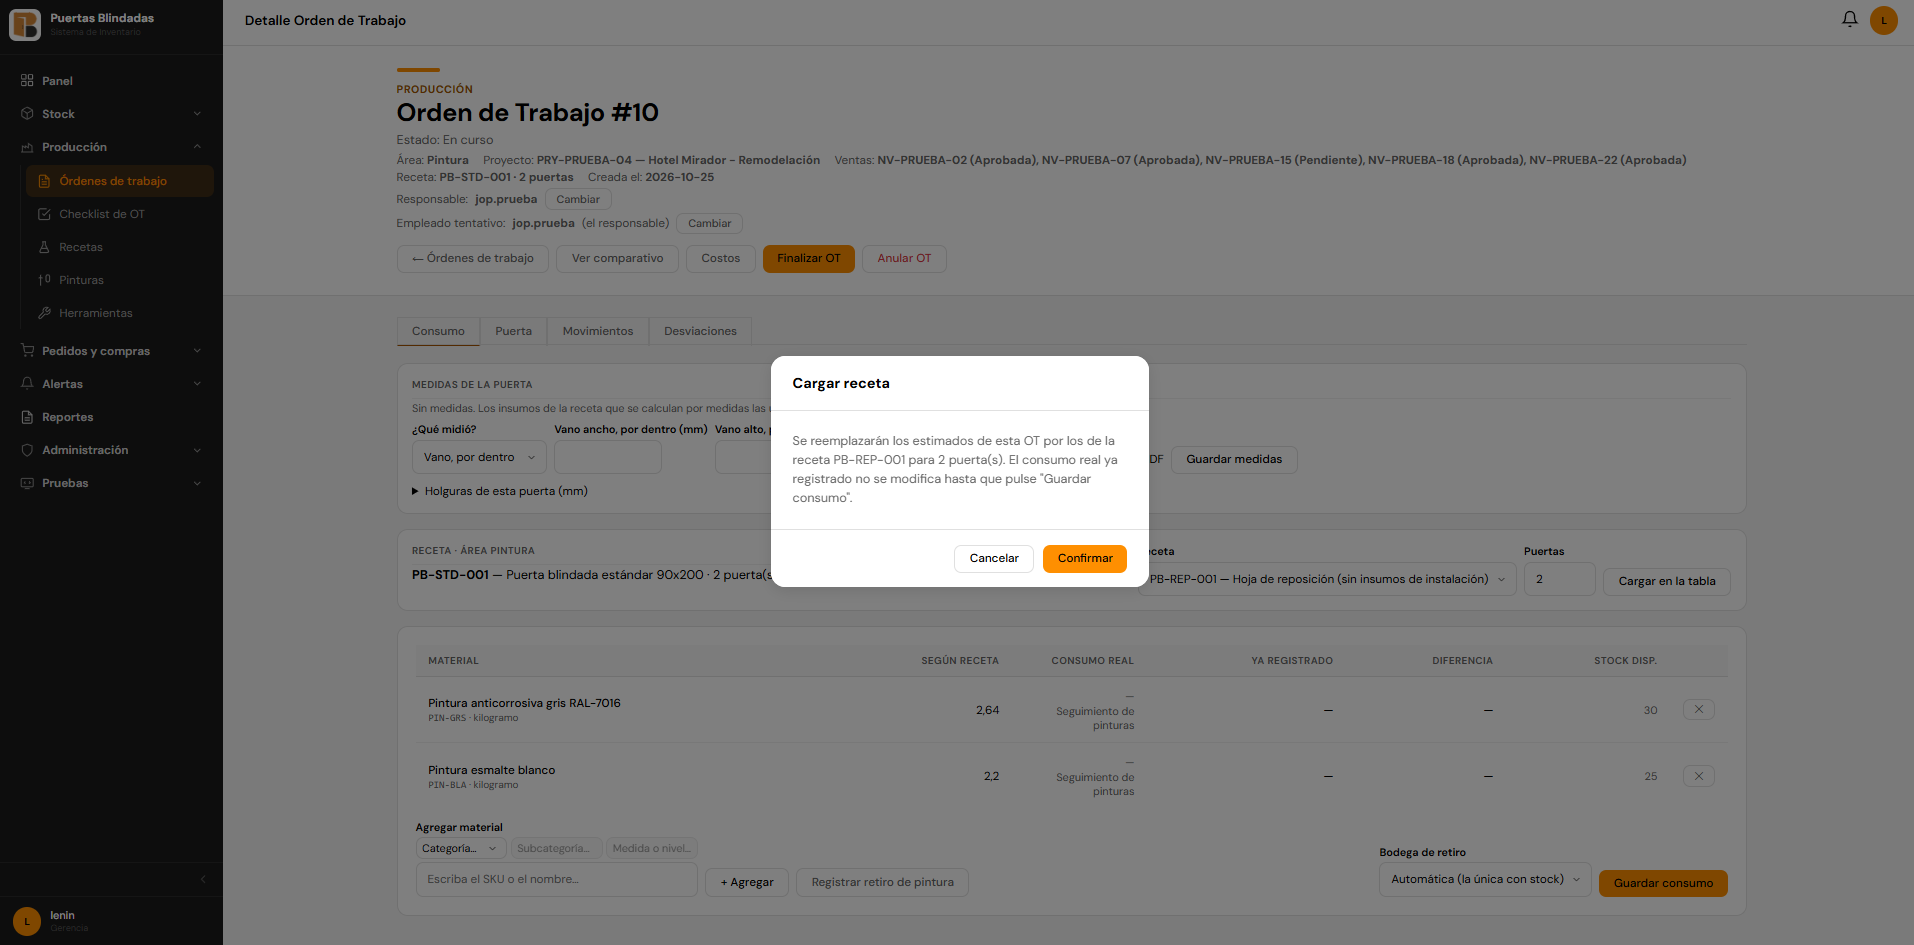 Puertas Blindadas
Sistema de Inventario
Detalle Orden de Trabajo
L
Panel
Stock
Producción
Órdenes de trabajo
Checklist de OT
Recetas
Pinturas
Herramientas
Pedidos y compras
Alertas
Reportes
Administración
Pruebas
L
lenin
Gerencia
PRODUCCIÓN
Orden de Trabajo #10
Estado: En curso
Área: Pintura Proyecto: PRY-PRUEBA-04 — Hotel Mirador - Remodelación Ventas: NV-PRUEBA-02 (Aprobada), NV-PRUEBA-07 (Aprobada), NV-PRUEBA-15 (Pendiente), NV-PRUEBA-18 (Aprobada), NV-PRUEBA-22 (Aprobada)
Receta: PB-STD-001 · 2 puertas Creada el: 2026-10-25
Responsable: jop.prueba Cambiar
Empleado tentativo: jop.prueba (el responsable) Cambiar
← Órdenes de trabajo Ver comparativo Costos Finalizar OT Anular OT
Consumo Puerta Movimientos Desviaciones
MEDIDAS DE LA PUERTA
Sin medidas. Los insumos de la receta que se calculan por medidas las
¿Qué midió? Vano ancho, por dentro (mm) Vano alto,
Vano, por dentro DF Guardar medidas
Holguras de esta puerta (mm)
Cargar receta
Se reemplazarán los estimados de esta OT por los de la
receta PB-REP-001 para 2 puerta(s). El consumo real ya
registrado no se modifica hasta que pulse "Guardar
consumo".
Cancelar Confirmar
RECETA · ÁREA PINTURA
PB-STD-001 — Puerta blindada estándar 90x200 · 2 puerta(s
eceta Puertas
PB-REP-001 — Hoja de reposición (sin insumos de instalación) 2 Cargar en la tabla
MATERIAL SEGÚN RECETA CONSUMO REAL YA REGISTRADO DIFERENCIA STOCK DISP.
Pintura anticorrosiva gris RAL-7016
PIN-GRS · kilogramo
2,64 — Seguimiento de pinturas — — 30
Pintura esmalte blanco
PIN-BLA · kilogramo
2,2 — Seguimiento de pinturas — — 25
Agregar material
Categoría... Subcategoría... Medida o nivel...
Escriba el SKU o el nombre... + Agregar Registrar retiro de pintura
Bodega de retiro
Automática (la única con stock) Guardar consumo